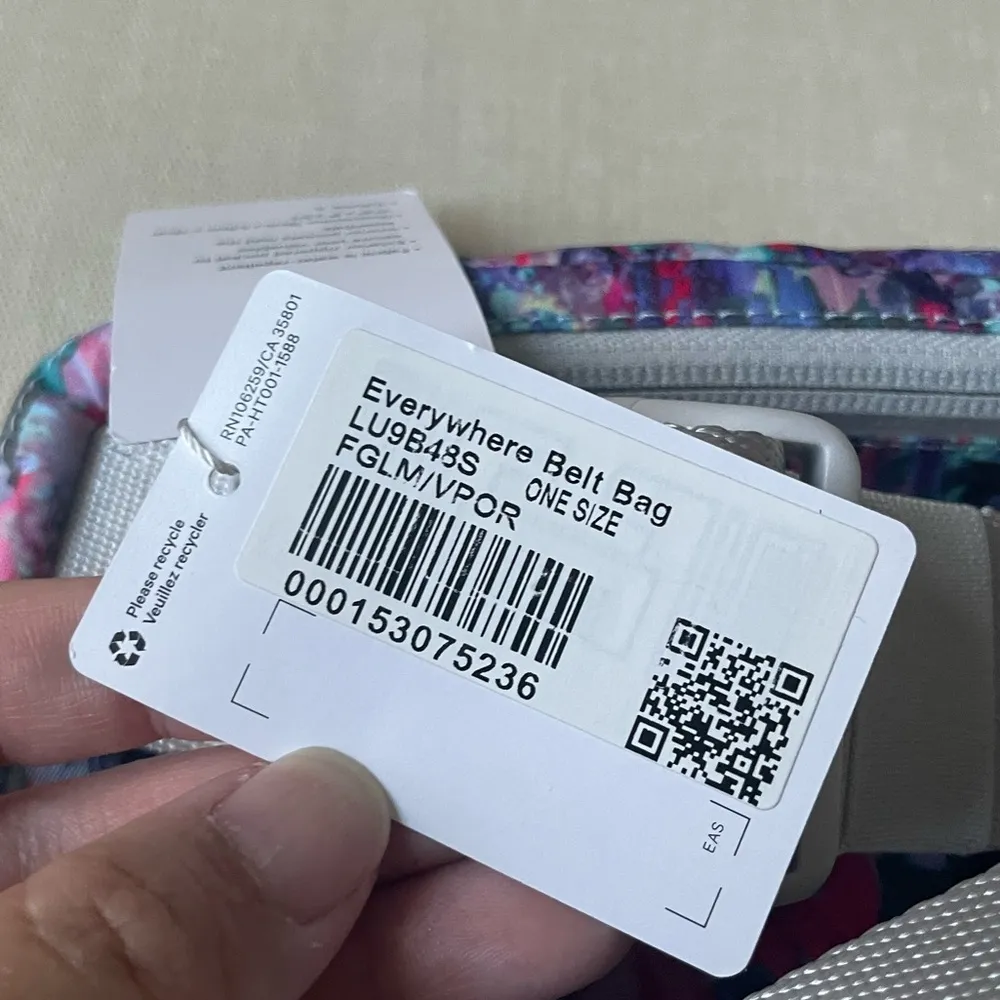 RN106259/CA 35801
PA-HT001-1588
Everywhere Belt Bag
LU9B48S ONE SIZE
FGLM/VPOR
000153075236
Please recycle
Veuillez recycler
EAS